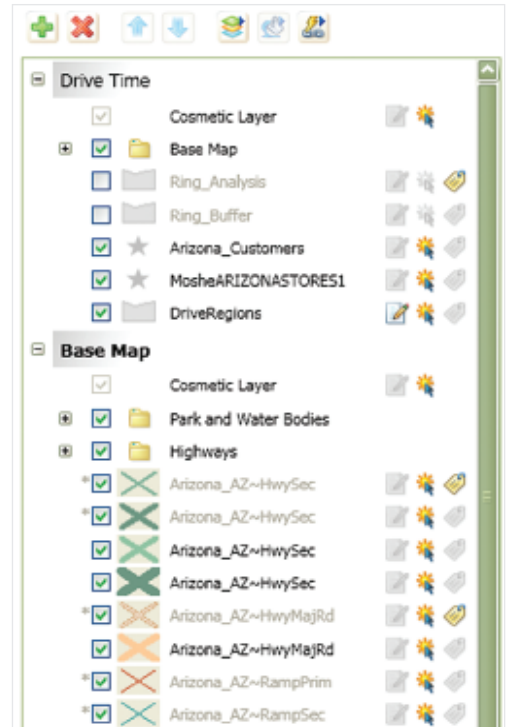 Drive Time
Cosmetic Layer
Base Map
Ring_Analysis
Ring_Buffer
Arizona_Customers
MosheARIZONASTORES1
DriveRegions
Base Map
Cosmetic Layer
Park and Water Bodies
Highways
* Arizona_AZ~HwySec
* Arizona_AZ~HwySec
Arizona_AZ~HwySec
Arizona_AZ~HwySec
* Arizona_AZ~HwyMajRd
Arizona_AZ~HwyMajRd
* Arizona_AZ~RampPrim
* Arizona_AZ~RampSec